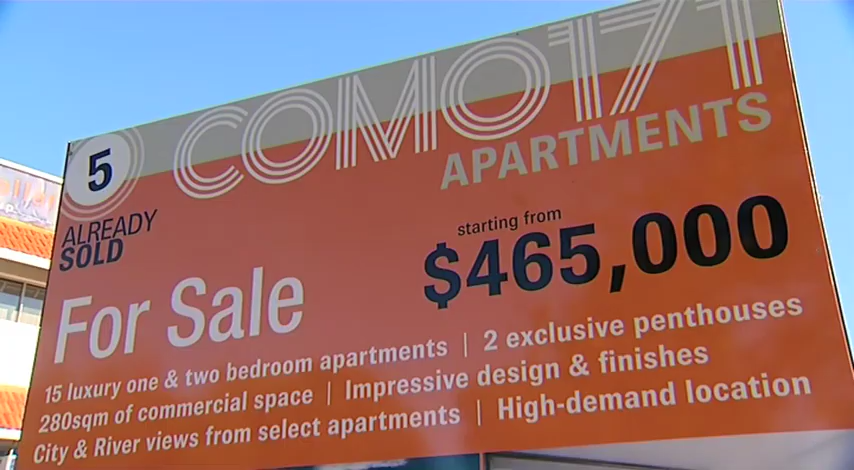 COMO171
APARTMENTS
5
ALREADY
SOLD
starting from
$465,000
For Sale
15 luxury one & two bedroom apartments | 2 exclusive penthouses
280sqm of commercial space | Impressive design & finishes
City & River views from select apartments | High-demand location